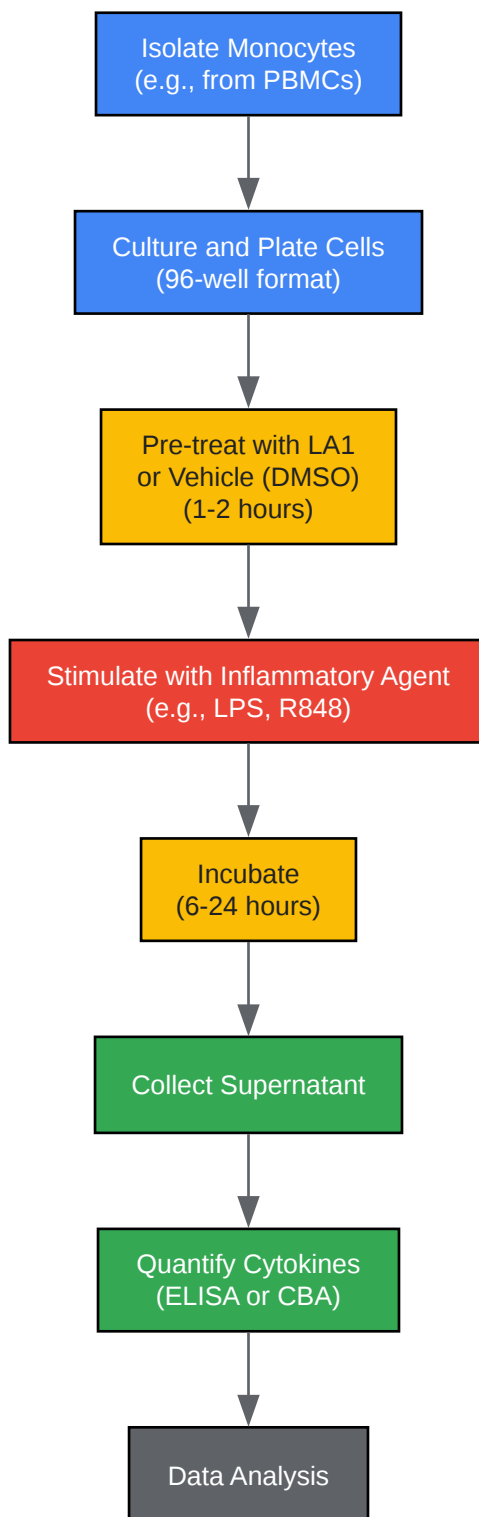 Isolate Monocytes
(e.g., from PBMCs)
Culture and Plate Cells
(96-well format)
Pre-treat with LA1
or Vehicle (DMSO)
(1-2 hours)
Stimulate with Inflammatory Agent
(e.g., LPS, R848)
Incubate
(6-24 hours)
Collect Supernatant
Quantify Cytokines
(ELISA or CBA)
Data Analysis